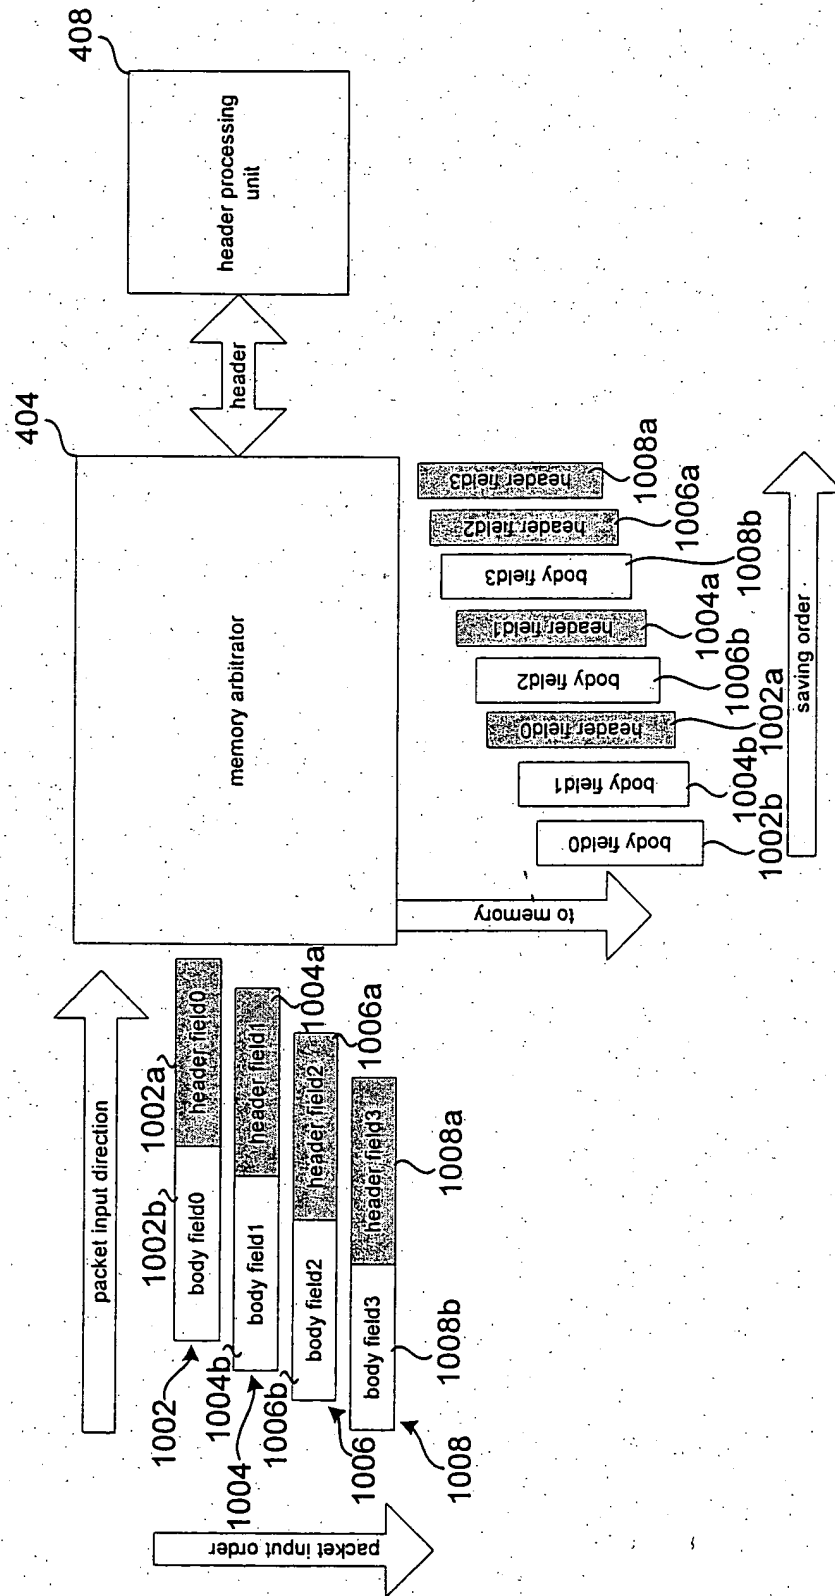 packet input order
packet input direction
1002
1002b
1002a
body field0
header field0
1004
1004b
body field1
header field1
1004a
1006b
body field2
header field2
1006a
1006
body field3
header field3
1008b
1008a
1008
404
memory arbitrator
header
408
header processing
unit
to memory
body field0
body field1
header field0
body field2
header field1
body field3
header field2
header field3
1002b
1004b
1002a
1006b
1004a
1008b
1006a
1008a
saving order